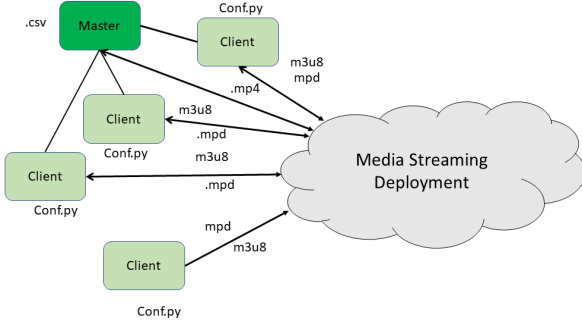 Conf.py
.csv
Master
Client
m3u8
mpd
.mp4
Client
m3u8
.mpd
Conf.py
m3u8
Client
.mpd
Conf.py
Media Streaming
Deployment
mpd
m3u8
Client
Conf.py